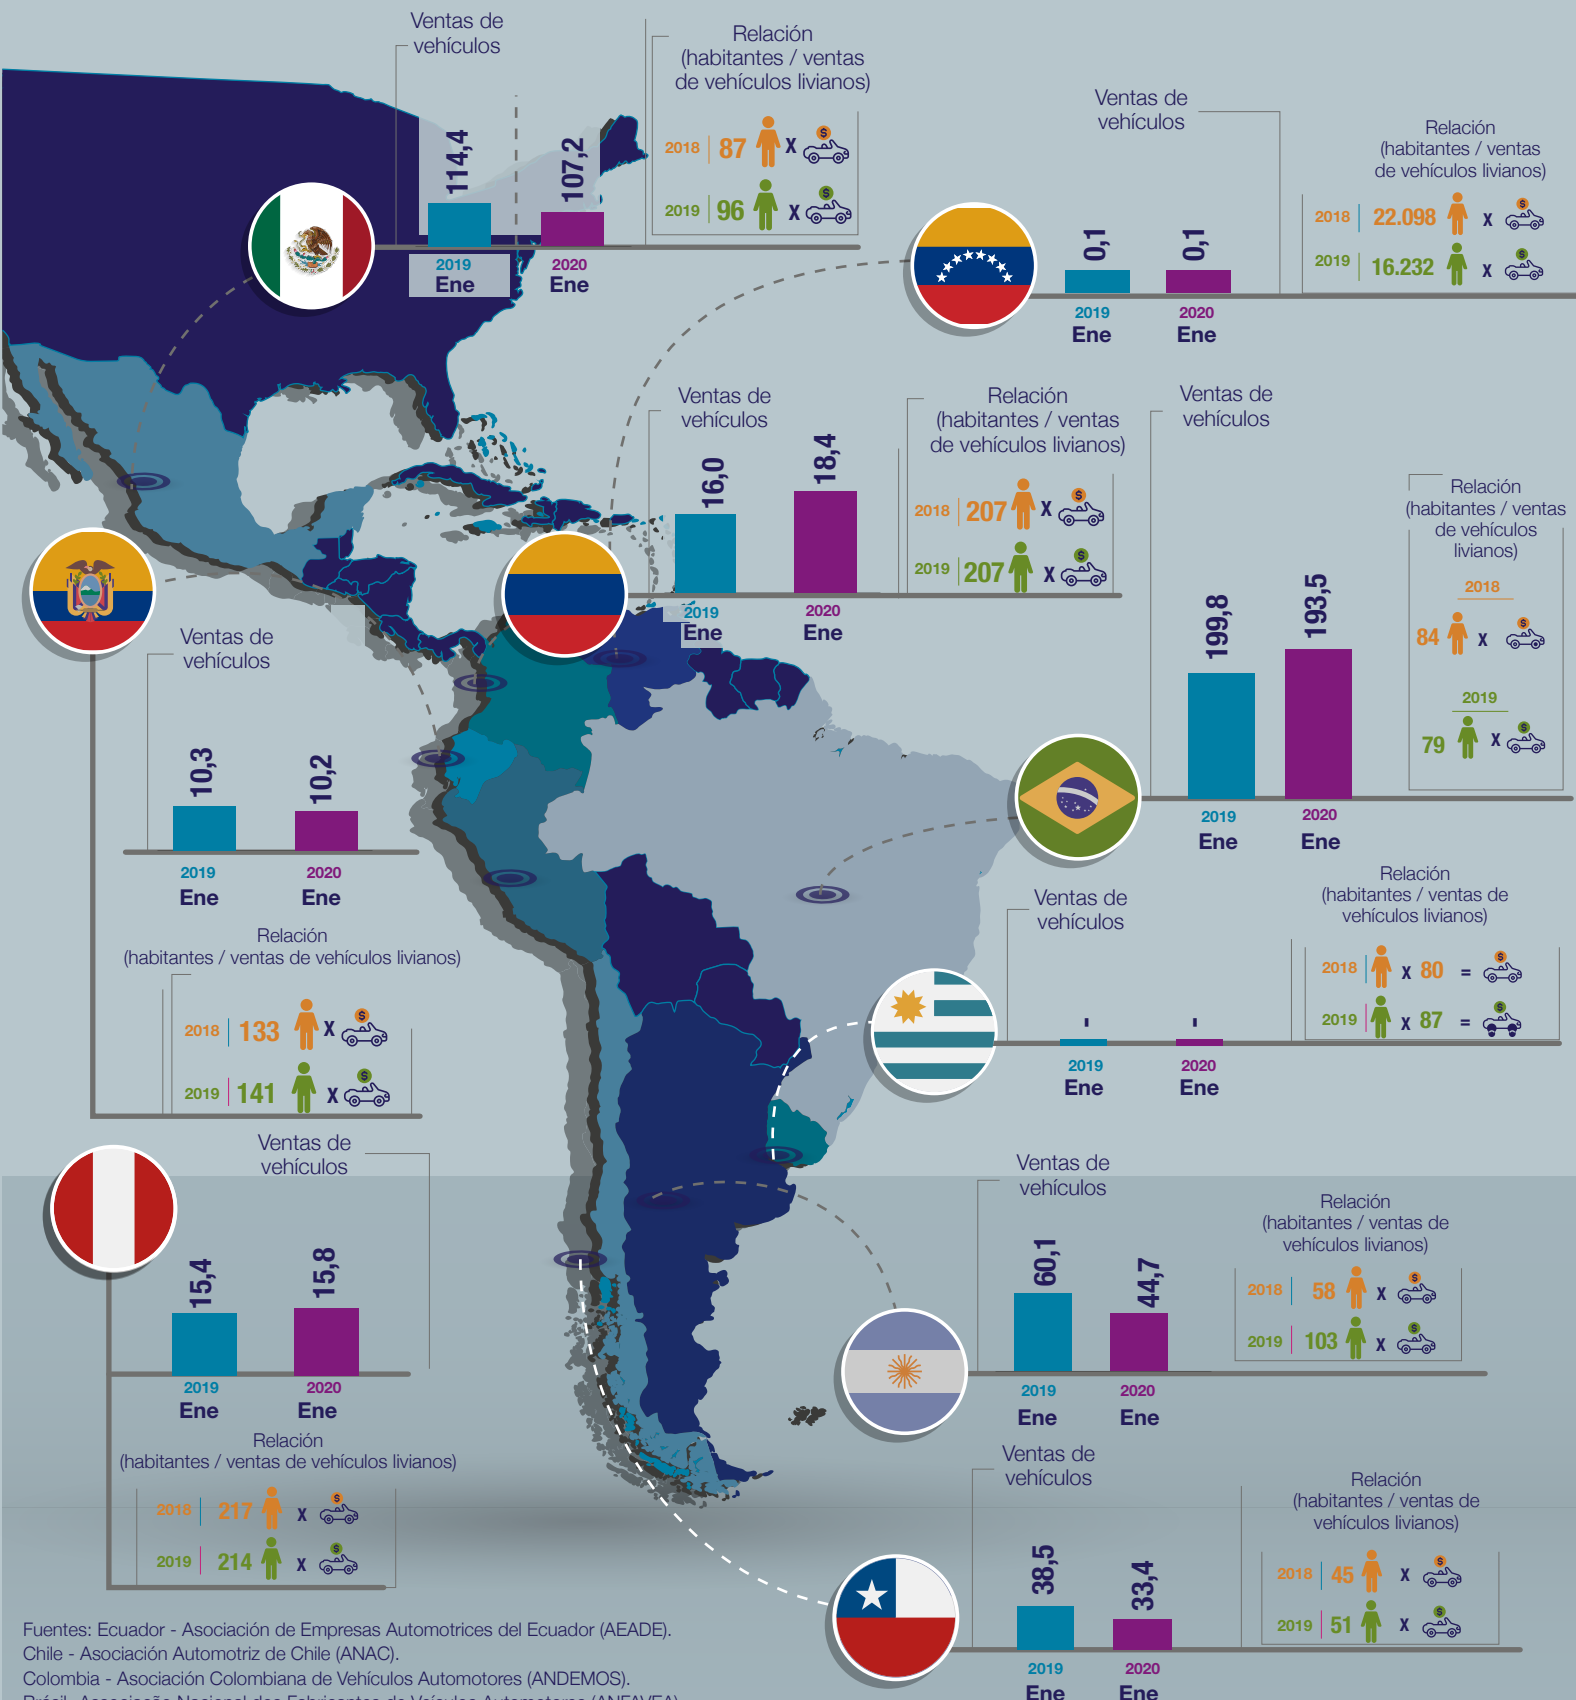 Ventas de
vehículos
114,4
107,2
2019
Ene
2020
Ene
Relación
(habitantes / ventas
de vehículos livianos)
2018 87 X $
2019 96 X $
Ventas de
vehículos
0,1
0,1
2019
Ene
2020
Ene
Relación
(habitantes / ventas
de vehículos livianos)
2018 22.098 X $
2019 16.232 X $
Ventas de
vehículos
16,0
18,4
2019
Ene
2020
Ene
Relación
(habitantes / ventas
de vehículos livianos)
2018 207 X $
2019 207 X $
Ventas de
vehículos
199,8
193,5
2019
Ene
2020
Ene
Relación
(habitantes / ventas
de vehículos
livianos)
2018
84 X $
2019
79 X $
Ventas de
vehículos
10,3
10,2
2019
Ene
2020
Ene
Relación
(habitantes / ventas de vehículos livianos)
2018 133 X $
2019 141 X $
Ventas de
vehículos
-
-
2019
Ene
2020
Ene
Relación
(habitantes / ventas de
vehículos livianos)
2018 X 80 = $
2019 X 87 = $
Ventas de
vehículos
15,4
15,8
2019
Ene
2020
Ene
Relación
(habitantes / ventas de vehículos livianos)
2018 217 X $
2019 214 X $
Ventas de
vehículos
60,1
44,7
2019
Ene
2020
Ene
Relación
(habitantes / ventas de
vehículos livianos)
2018 58 X $
2019 103 X $
Ventas de
vehículos
38,5
33,4
2019
Ene
2020
Ene
Relación
(habitantes / ventas de
vehículos livianos)
2018 45 X $
2019 51 X $
Fuentes: Ecuador - Asociación de Empresas Automotrices del Ecuador (AEADE).
Chile - Asociación Automotriz de Chile (ANAC).
Colombia - Asociación Colombiana de Vehículos Automotores (ANDEMOS).